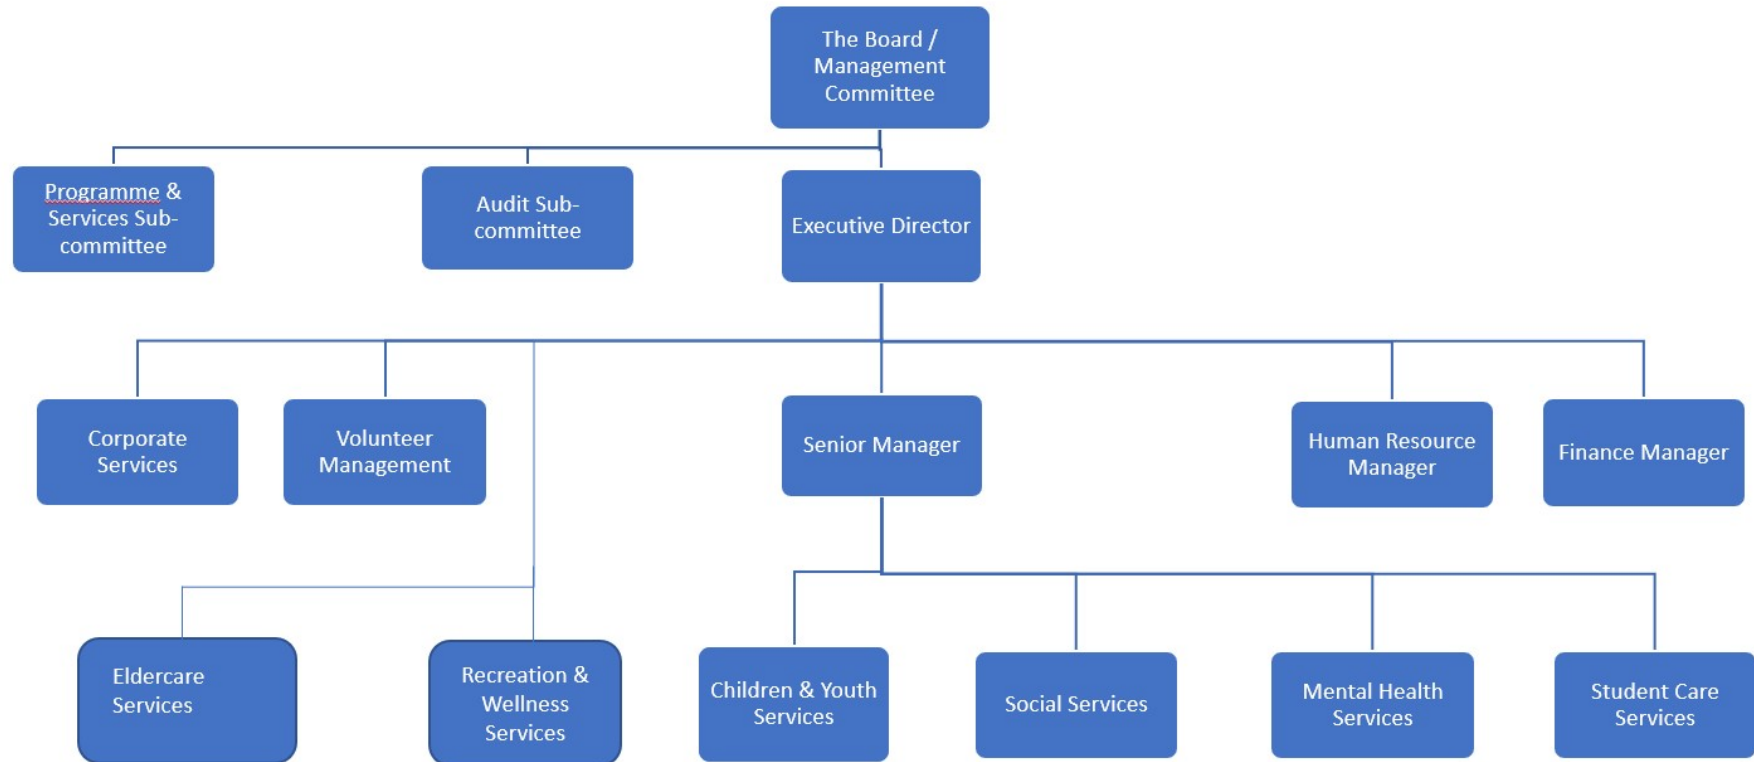 The Board /
Management
Committee
Programme &
Services Sub-
committee
Audit Sub-
committee
Executive Director
Corporate
Services
Volunteer
Management
Senior Manager
Human Resource
Manager
Finance Manager
Eldercare
Services
Recreation &
Wellness
Services
Children & Youth
Services
Social Services
Mental Health
Services
Student Care
Services